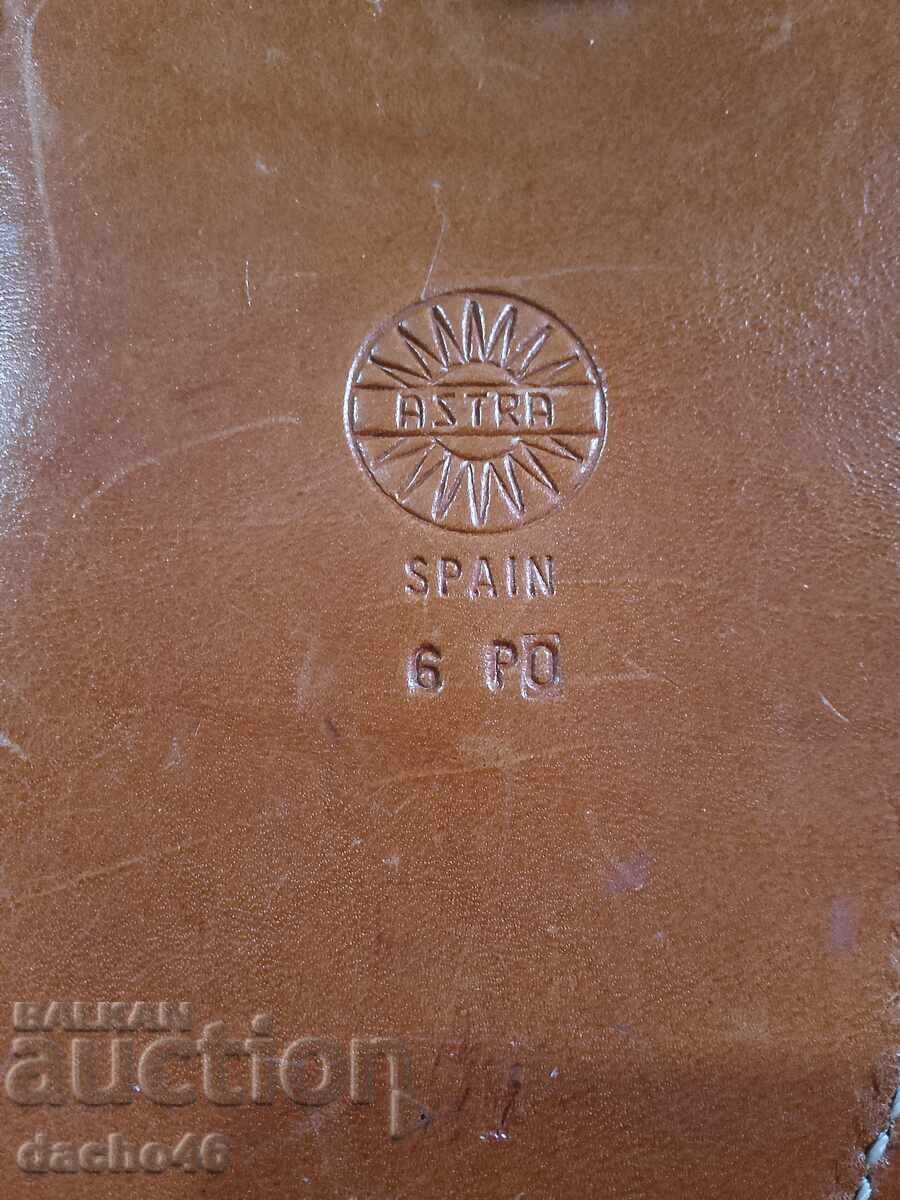 ASTRA
SPAIN
6 PO
BALKAN
auction
dacho46